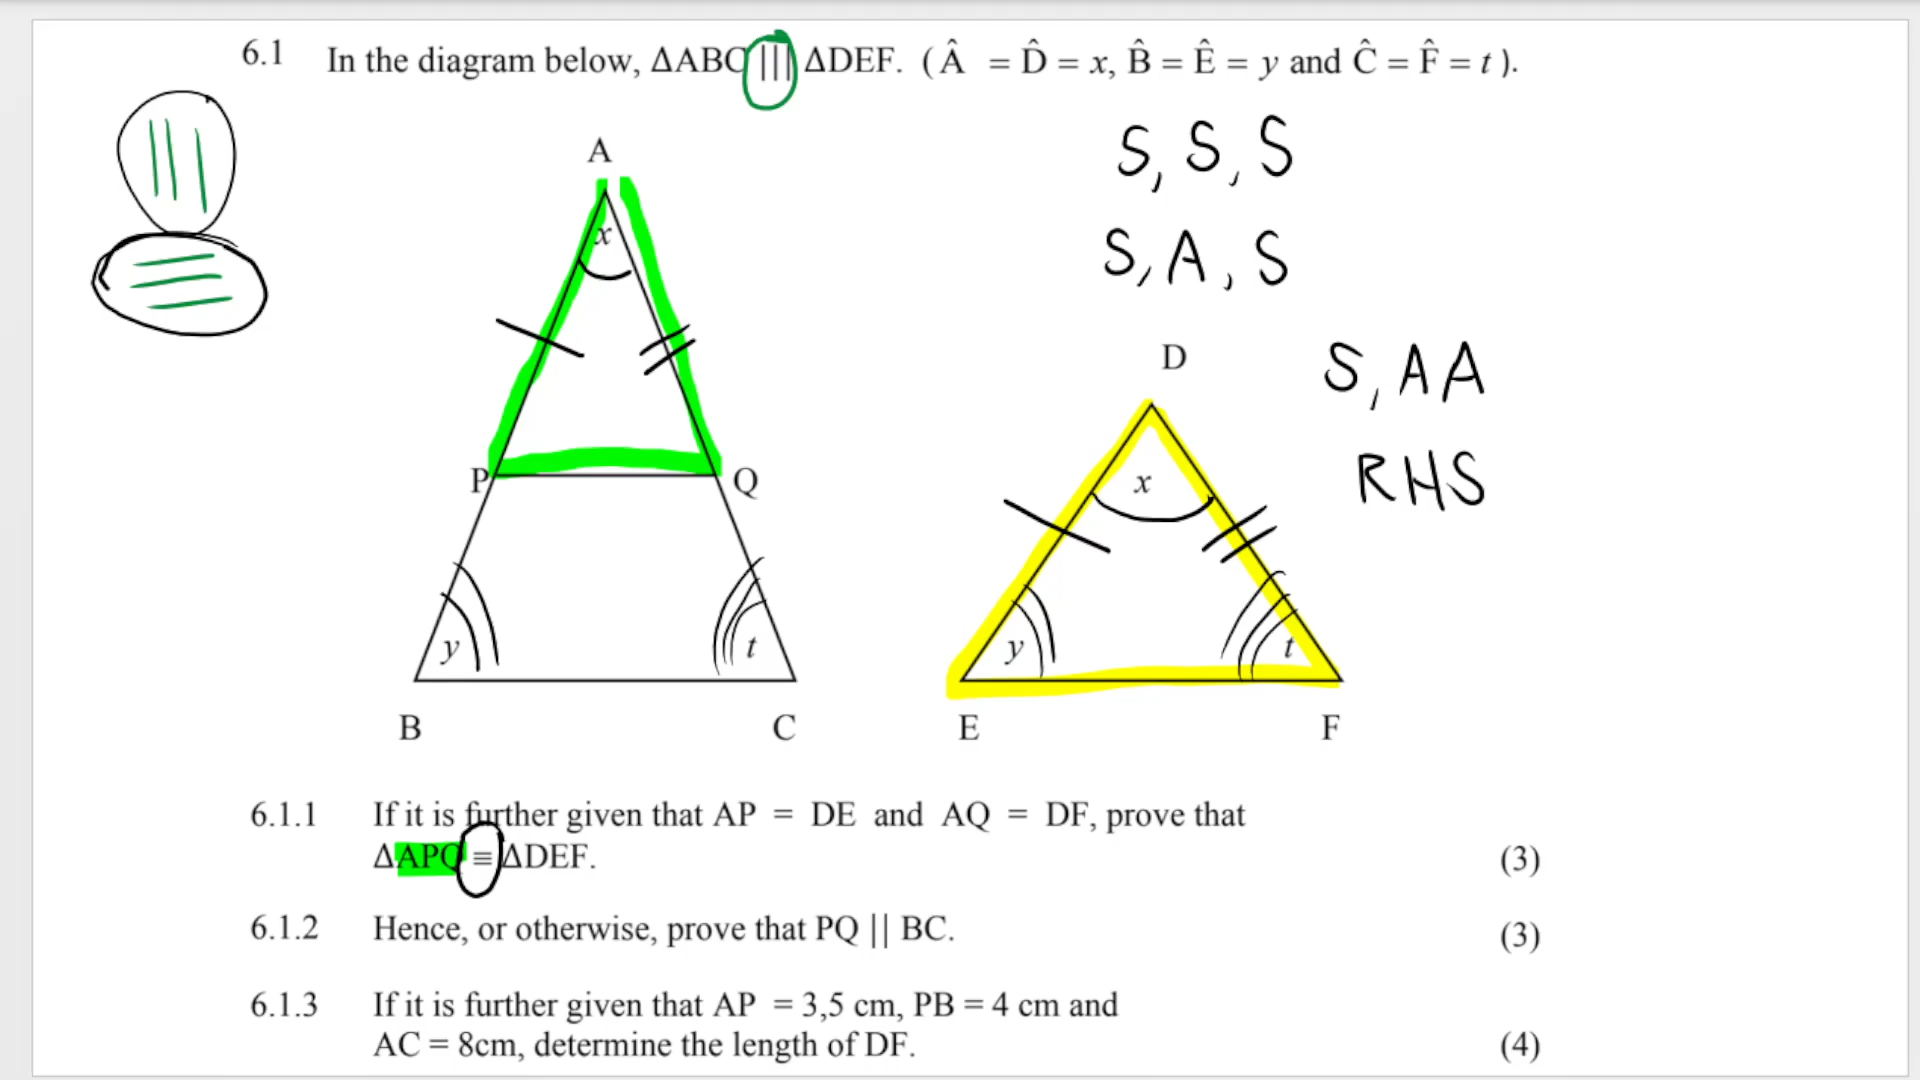 6.1 In the diagram below, ΔABC ||| ΔDEF. ( Â = D̂ = x, B̂ = Ê = y and Ĉ = F̂ = t ).
S, S, S
A
S, A, S
x
D
S, AA
RHS
P
Q
x
y
t
y
t
B
C
E
F
6.1.1 If it is further given that AP = DE and AQ = DF, prove that
ΔAPQ ≡ ΔDEF. (3)
6.1.2 Hence, or otherwise, prove that PQ || BC. (3)
6.1.3 If it is further given that AP = 3,5 cm, PB = 4 cm and
AC = 8cm, determine the length of DF. (4)